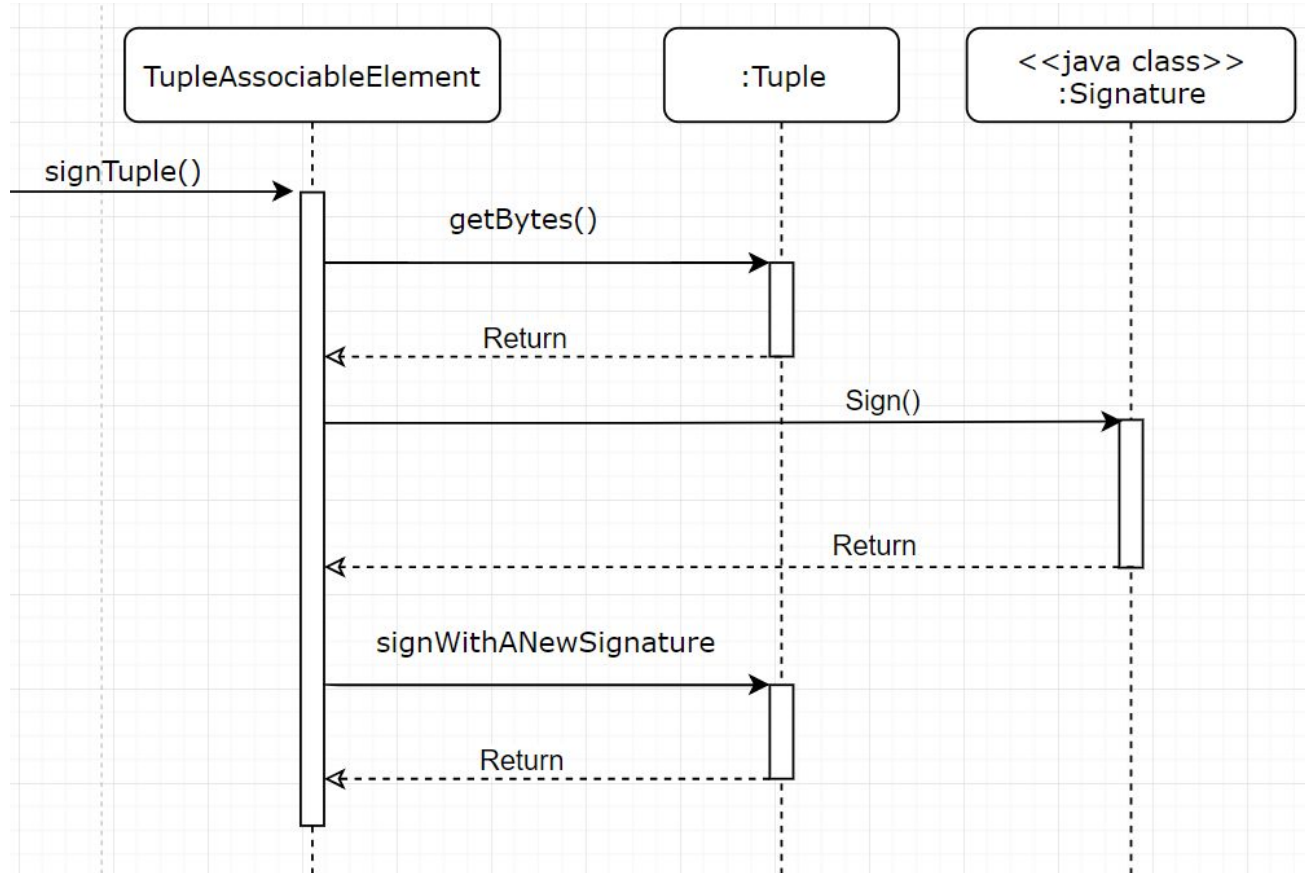 TupleAssociableElement
:Tuple
<<java class>>
:Signature
signTuple()
getBytes()
Return
Sign()
Return
signWithANewSignature
Return